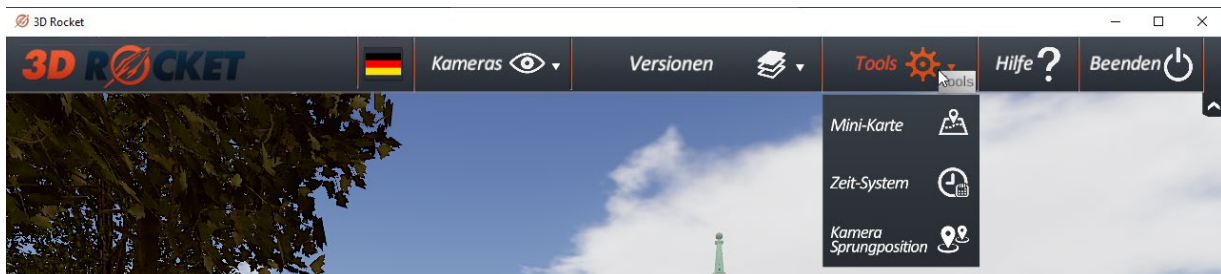 3D Rocket
3D ROCKET
Kameras
Versionen
Tools
Hilfe
Beenden
Tools
Mini-Karte
Zeit-System
Kamera
Sprungposition